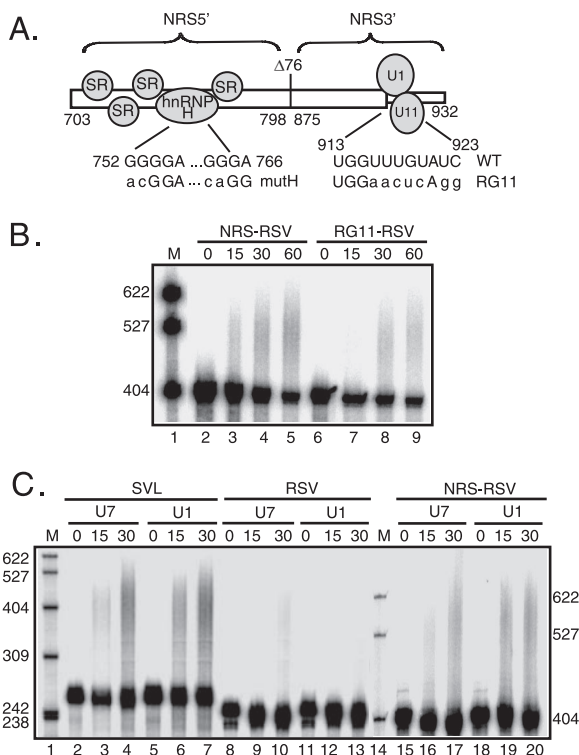 A.
NRS5' NRS3'
Δ76
SR SR SR SR hnRNP H U1 U11
703 798 875 932
913 923
752 GGGGA ...GGGA 766 UGGUUUGUAUC WT
acGGA ... caGG mutH UGGaacucAgg RG11
B.
NRS-RSV RG11-RSV
M 0 15 30 60 0 15 30 60
622
527
404
1 2 3 4 5 6 7 8 9
C.
SVL RSV NRS-RSV
U7 U1 U7 U1 U7 U1
M 0 15 30 0 15 30 0 15 30 0 15 30 M 0 15 30 0 15 30
622
527
404
309
242
238
622
527
404
1 2 3 4 5 6 7 8 9 10 11 12 13 14 15 16 17 18 19 20